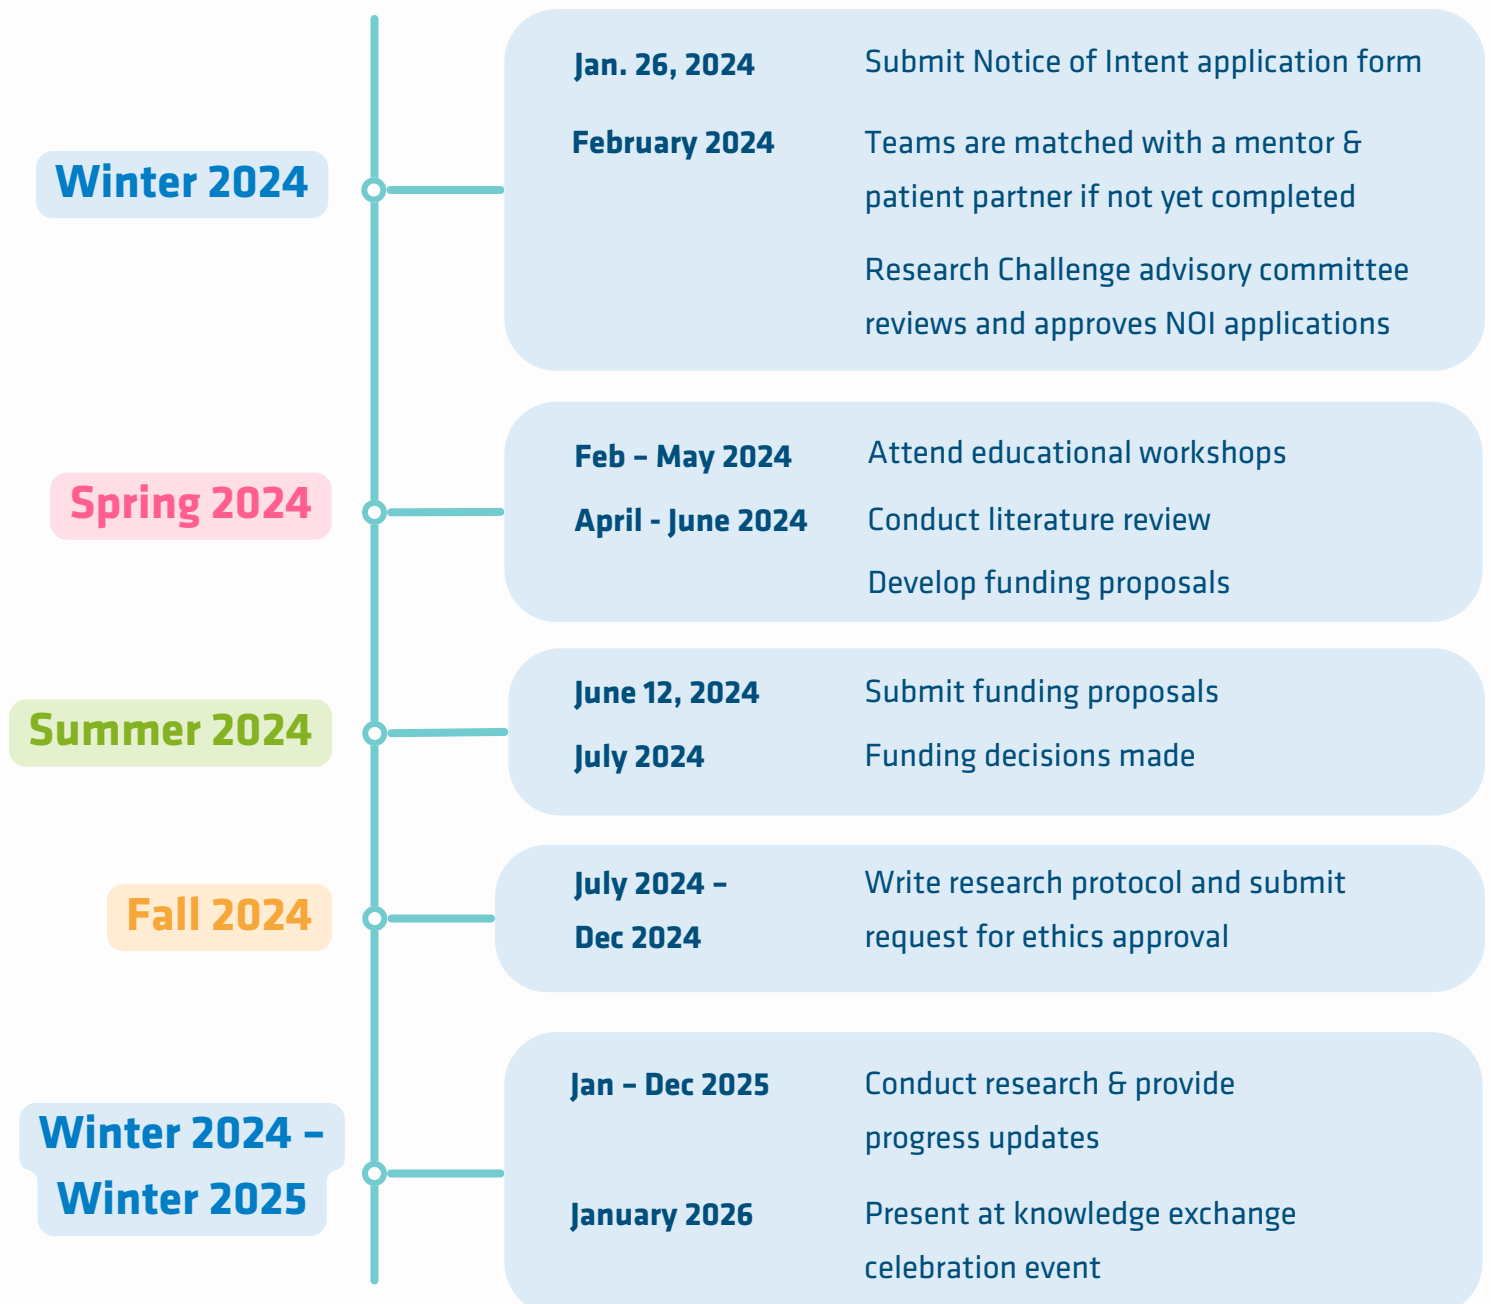 Winter 2024
Jan. 26, 2024 Submit Notice of Intent application form
February 2024 Teams are matched with a mentor &
patient partner if not yet completed
Research Challenge advisory committee
reviews and approves NOI applications
Spring 2024
Feb – May 2024 Attend educational workshops
April - June 2024 Conduct literature review
Develop funding proposals
Summer 2024
June 12, 2024 Submit funding proposals
July 2024 Funding decisions made
Fall 2024
July 2024 – Write research protocol and submit
Dec 2024 request for ethics approval
Winter 2024 –
Winter 2025
Jan – Dec 2025 Conduct research & provide
progress updates
January 2026 Present at knowledge exchange
celebration event